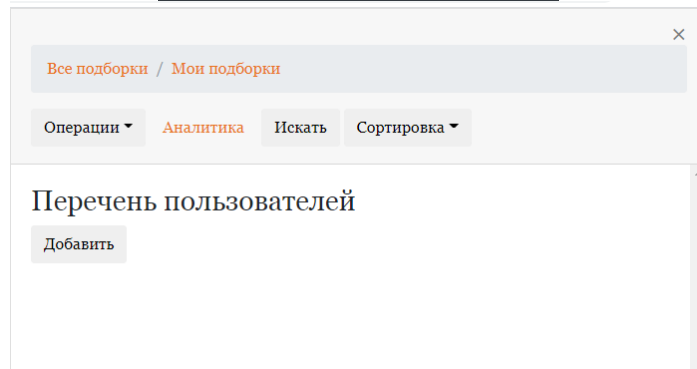 Все подборки / Мои подборки
Операции Аналитика Искать Сортировка
Перечень пользователей
Добавить